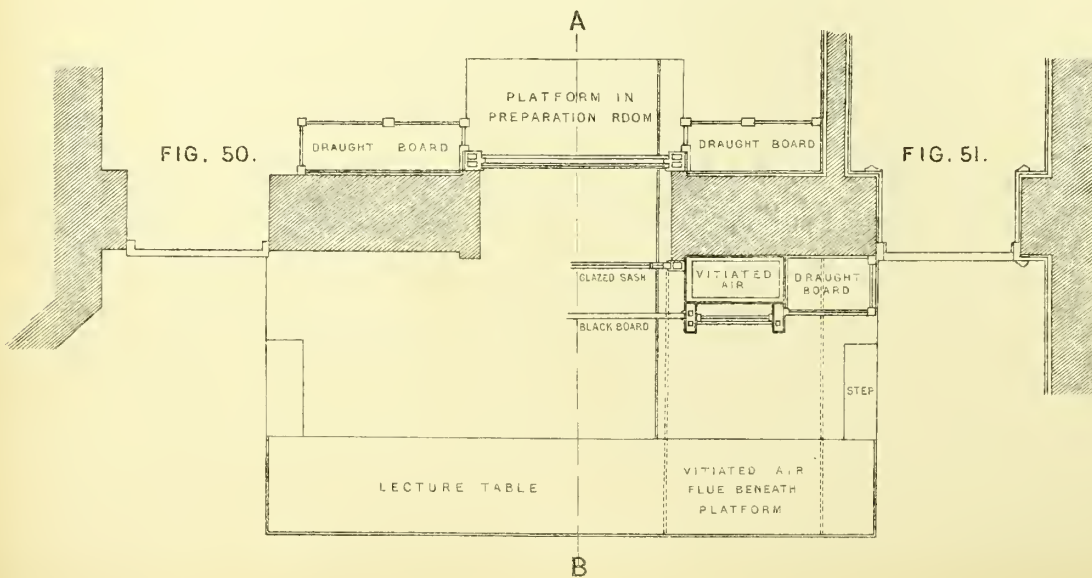 A
PLATFORM IN
PREPARATION ROOM
FIG. 50.
DRAUGHT BOARD
DRAUGHT BOARD
FIG. 51.
GLAZED SASH
VITIATED
AIR
DRAUGHT
BOARD
BLACK BOARD
STEP
LECTURE TABLE
VITIATED AIR
FLUE BENEATH
PLATFORM
B